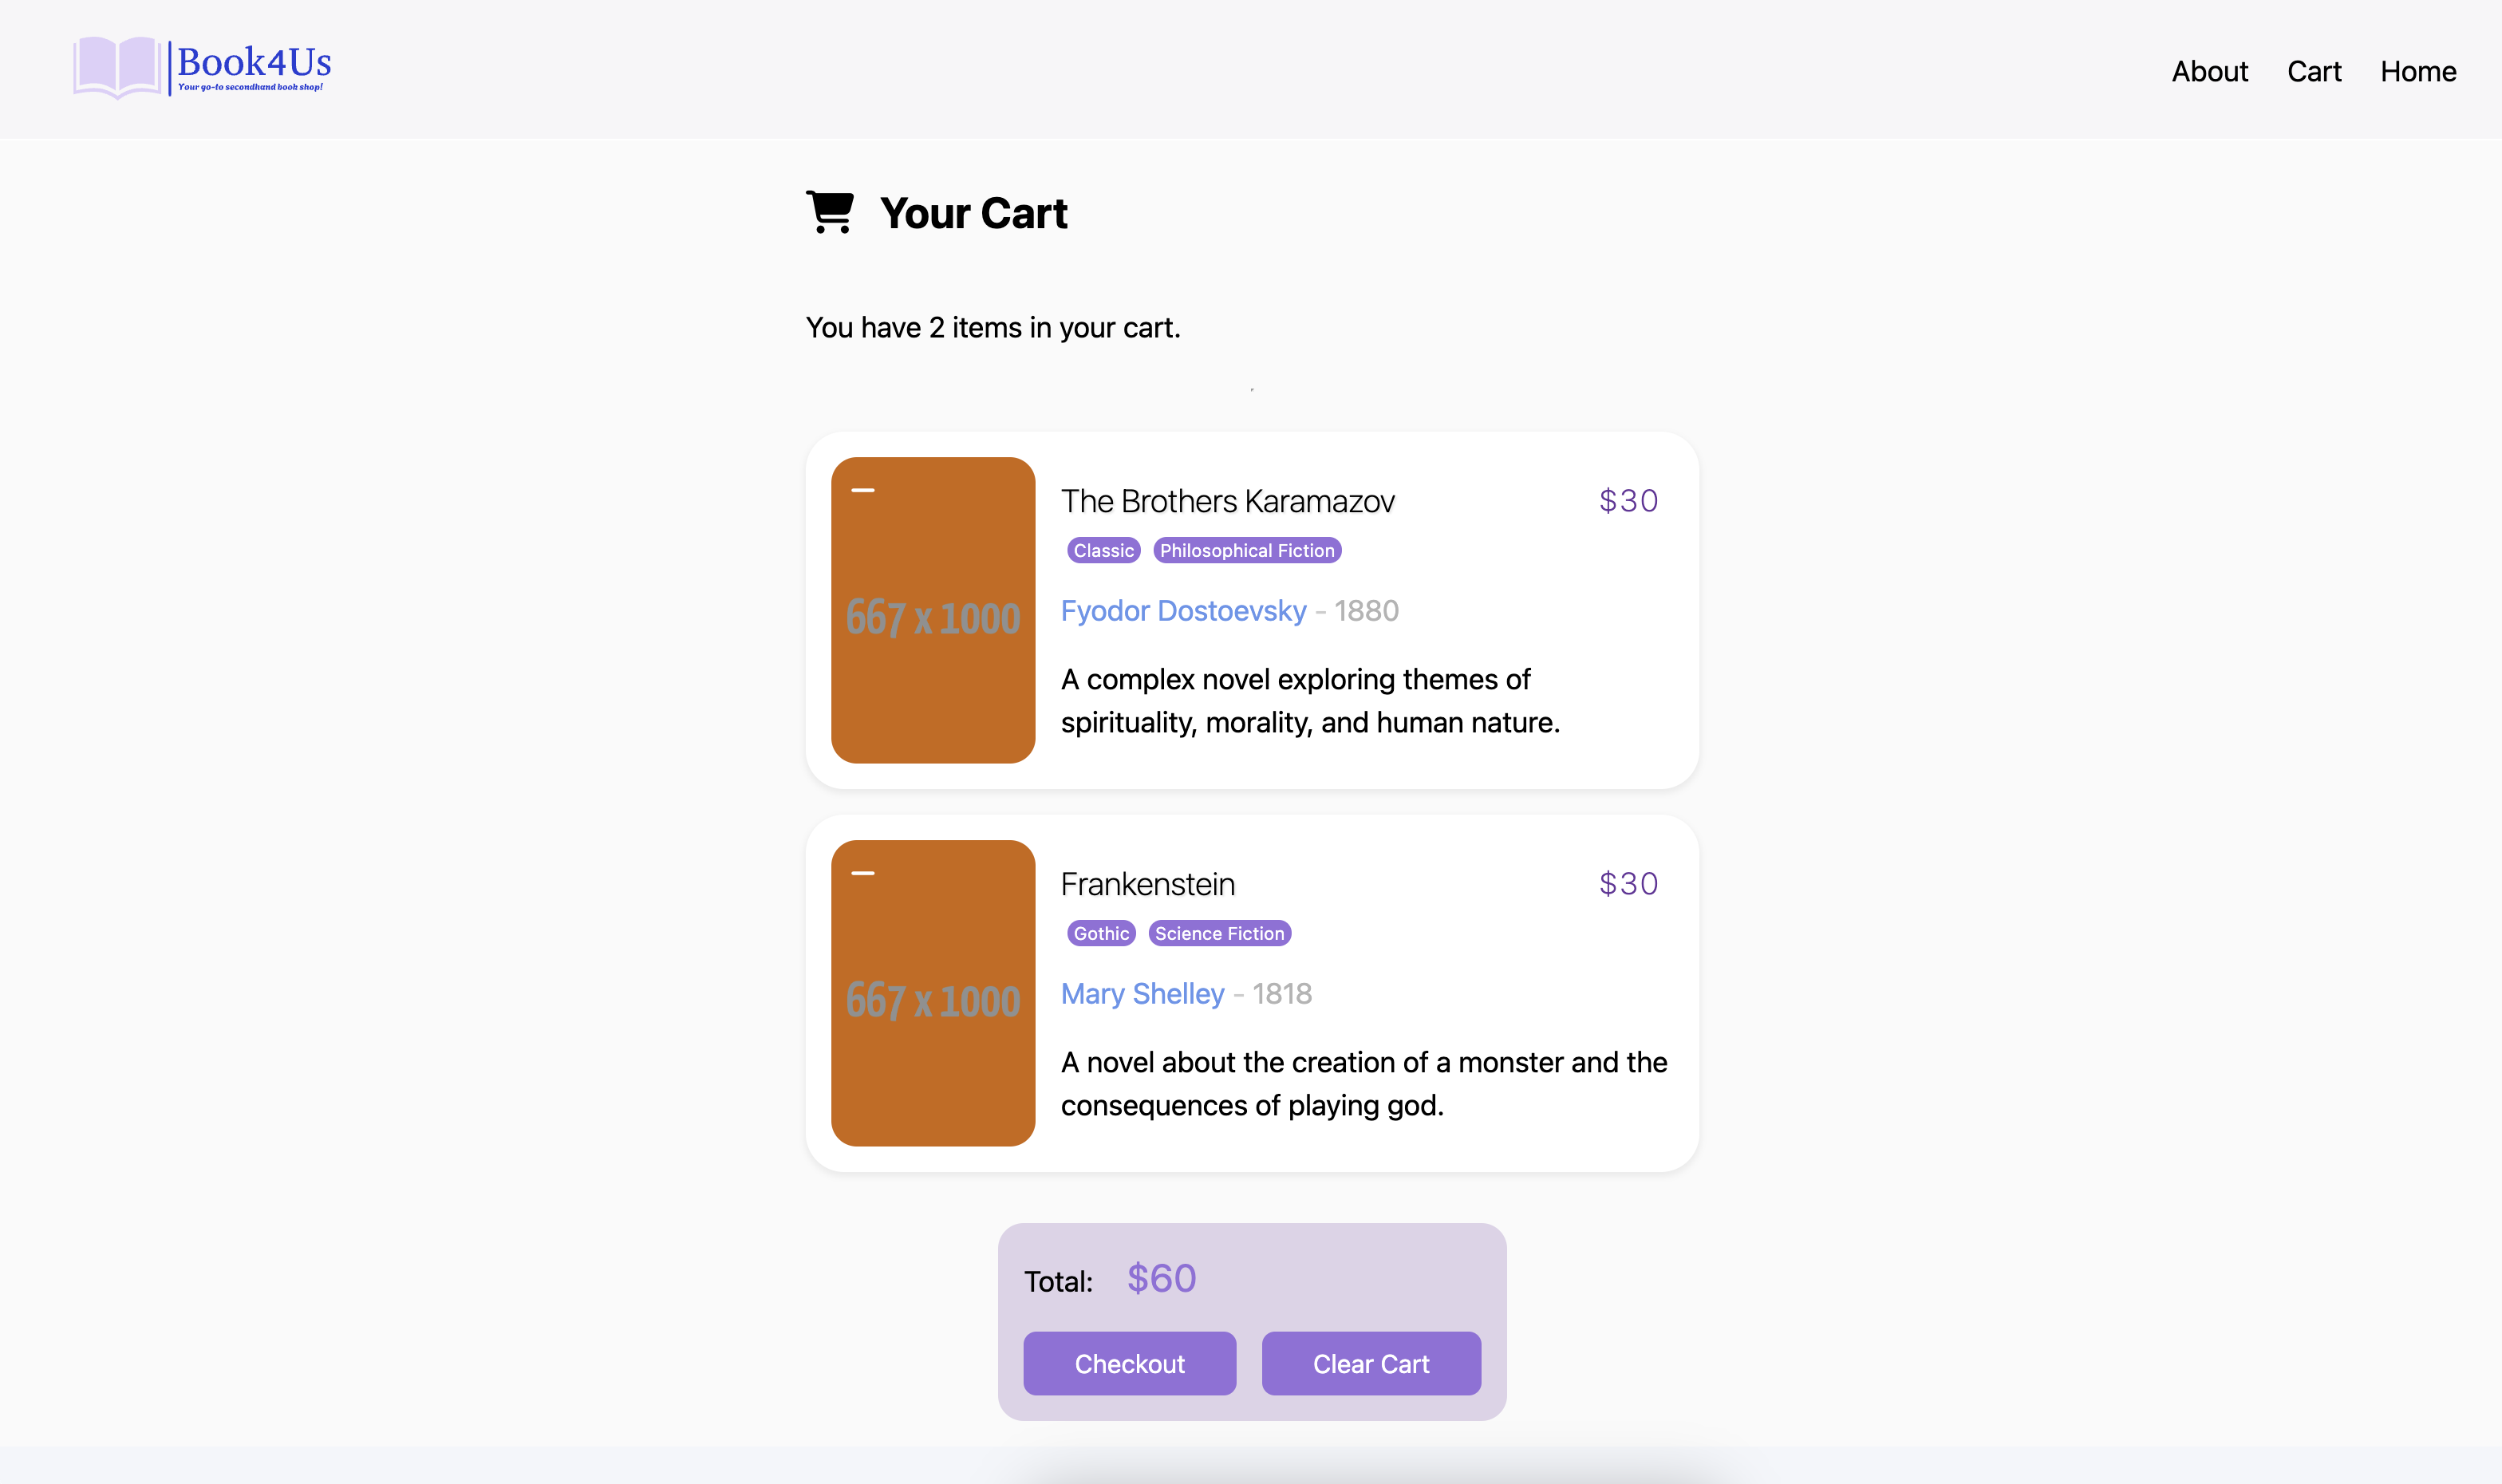 Book4Us
Your go-to secondhand book shop!
About Cart Home
Your Cart
You have 2 items in your cart.
667 x 1000
The Brothers Karamazov $30
Classic Philosophical Fiction
Fyodor Dostoevsky - 1880
A complex novel exploring themes of
spirituality, morality, and human nature.
667 x 1000
Frankenstein $30
Gothic Science Fiction
Mary Shelley - 1818
A novel about the creation of a monster and the
consequences of playing god.
Total: $60
Checkout Clear Cart